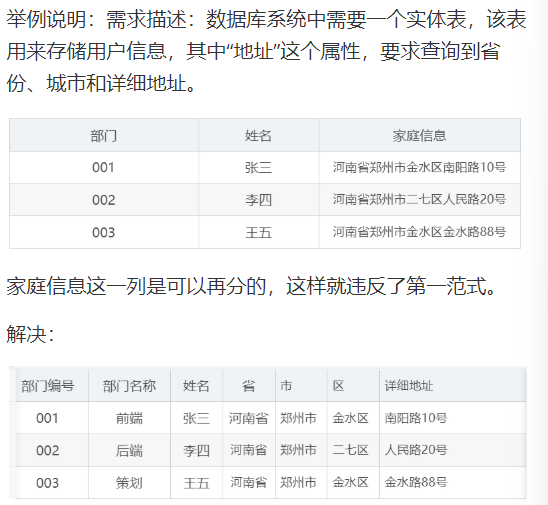 举例说明：需求描述：数据库系统中需要一个实体表，该表
用来存储用户信息，其中“地址”这个属性，要求查询到省
份、城市和详细地址。
部门 姓名 家庭信息
001 张三 河南省郑州市金水区南阳路10号
002 李四 河南省郑州市二七区人民路20号
003 王五 河南省郑州市金水区金水路88号
家庭信息这一列是可以再分的，这样就违反了第一范式。
解决：
部门编号 部门名称 姓名 省 市 区 详细地址
001 前端 张三 河南省 郑州市 金水区 南阳路10号
002 后端 李四 河南省 郑州市 二七区 人民路20号
003 策划 王五 河南省 郑州市 金水区 金水路88号